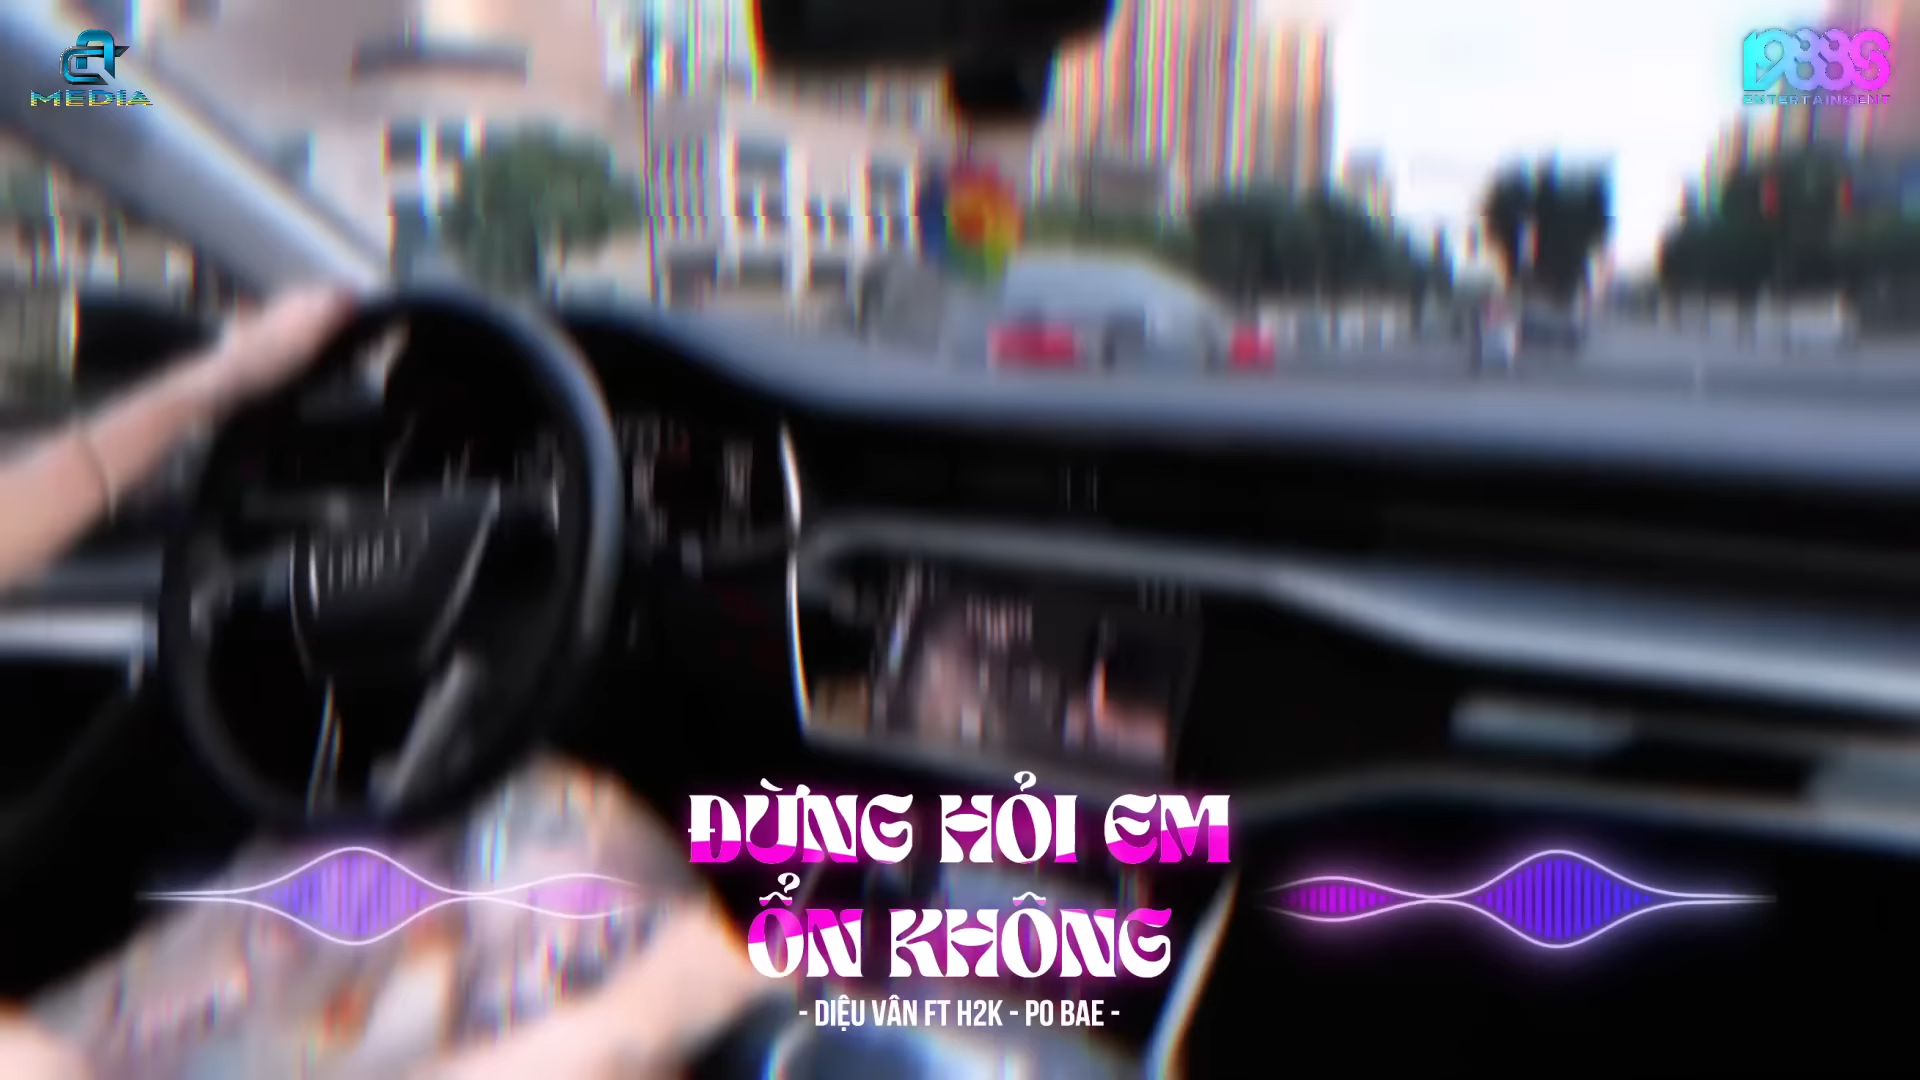 MEDIA
1988S
ENTERTAINMENT
ĐỪNG HỎI EM
ỔN KHÔNG
- DIỆU VÂN FT H2K - PO BAE -